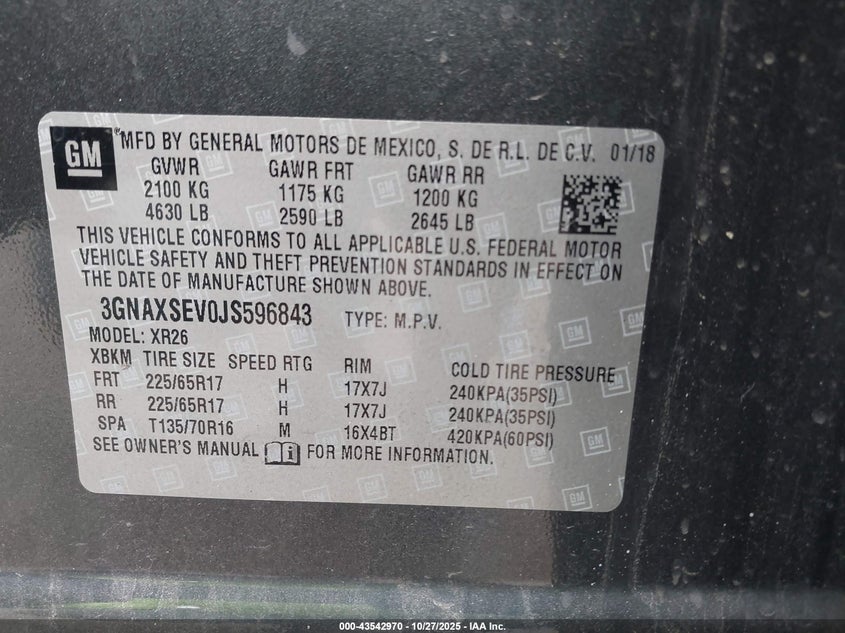 GM ® MFD BY GENERAL MOTORS DE MEXICO, S. DE R.L. DE C.V. 01/18
GVWR GAWR FRT GAWR RR
2100 KG 1175 KG 1200 KG
4630 LB 2590 LB 2645 LB
THIS VEHICLE CONFORMS TO ALL APPLICABLE U.S. FEDERAL MOTOR
VEHICLE SAFETY AND THEFT PREVENTION STANDARDS IN EFFECT ON
THE DATE OF MANUFACTURE SHOWN ABOVE.
3GNAXSEV0JS596843 TYPE: M.P.V.
MODEL: XR26
XBKM TIRE SIZE SPEED RTG RIM COLD TIRE PRESSURE
FRT 225/65R17 H 17X7J 240KPA(35PSI)
RR 225/65R17 H 17X7J 240KPA(35PSI)
SPA T135/70R16 M 16X4BT 420KPA(60PSI)
SEE OWNER'S MANUAL FOR MORE INFORMATION.
000-43542970 - 10/27/2025 - IAA Inc.